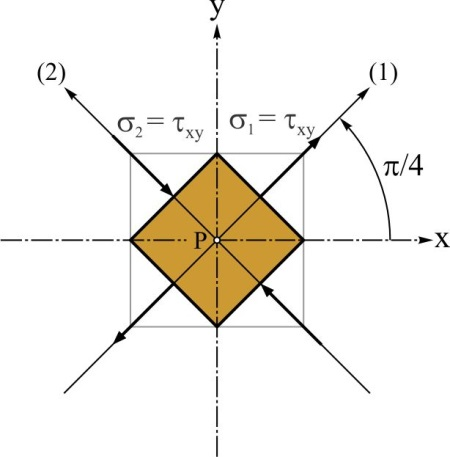 y
(2)
(1)
σ₂ = τxy
σ₁ = τxy
π/4
P
x